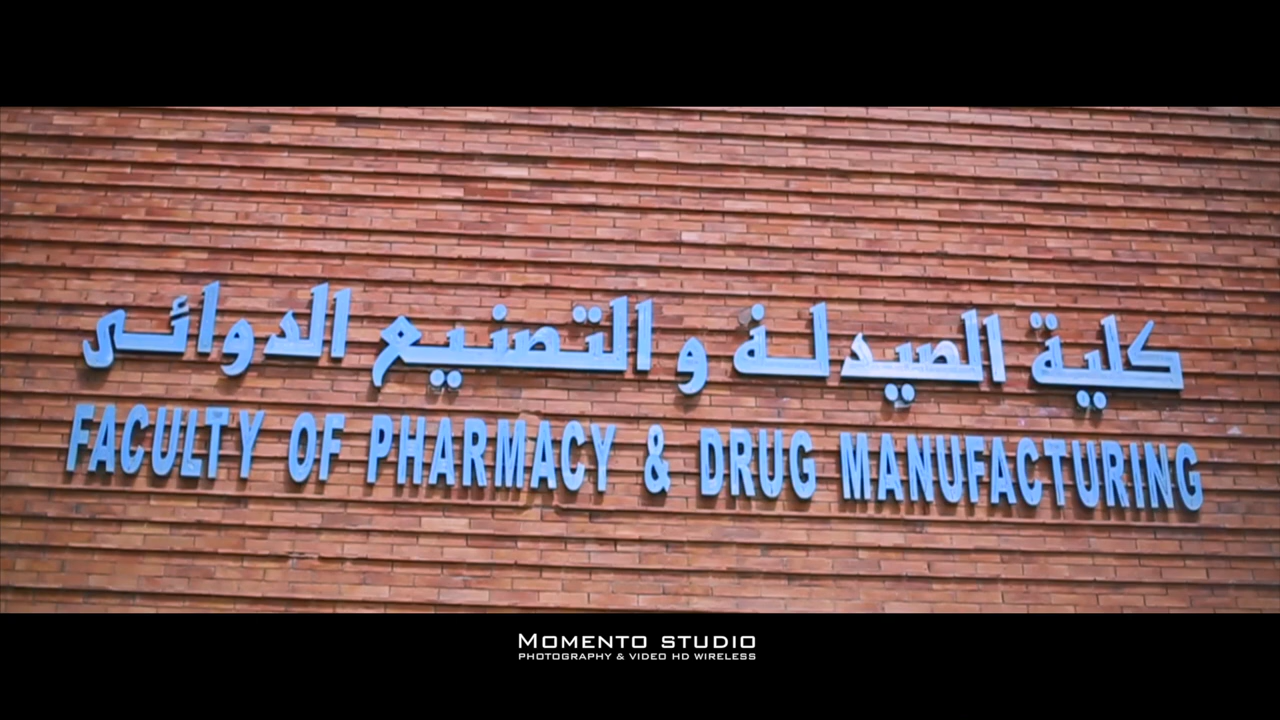 كلية الصيدلة و التصنيع الدوائى
FACULTY OF PHARMACY & DRUG MANUFACTURING
MOMENTO STUDIO
PHOTOGRAPHY & VIDEO HD WIRELESS